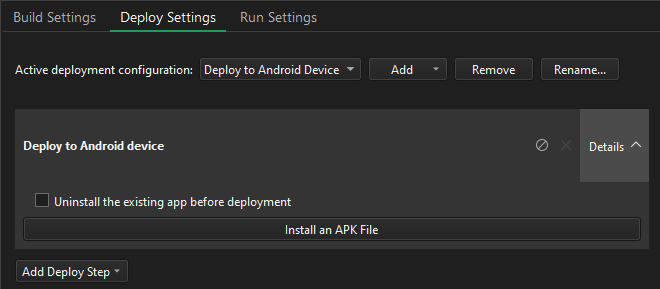 Build Settings Deploy Settings Run Settings
Active deployment configuration: Deploy to Android Device Add Remove Rename...
Deploy to Android device Details
Uninstall the existing app before deployment
Install an APK File
Add Deploy Step